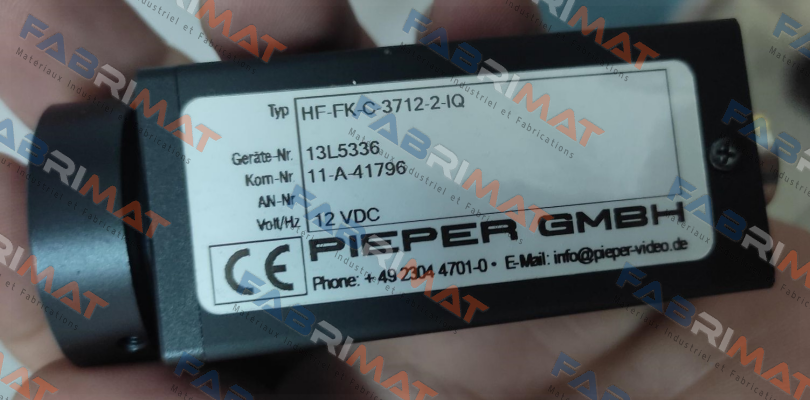 Typ HF-FK-C-3712-2-IQ
Geräte-Nr. 13L5336
Kom-Nr 11-A-41796
AN-Nr
Volt/Hz 12 VDC
CE PIEPER GMBH
Phone: + 49 2304 4701-0 • E-Mail: info@pieper-video.de
FABRIMAT
Materiaux Industriel et Fabrications